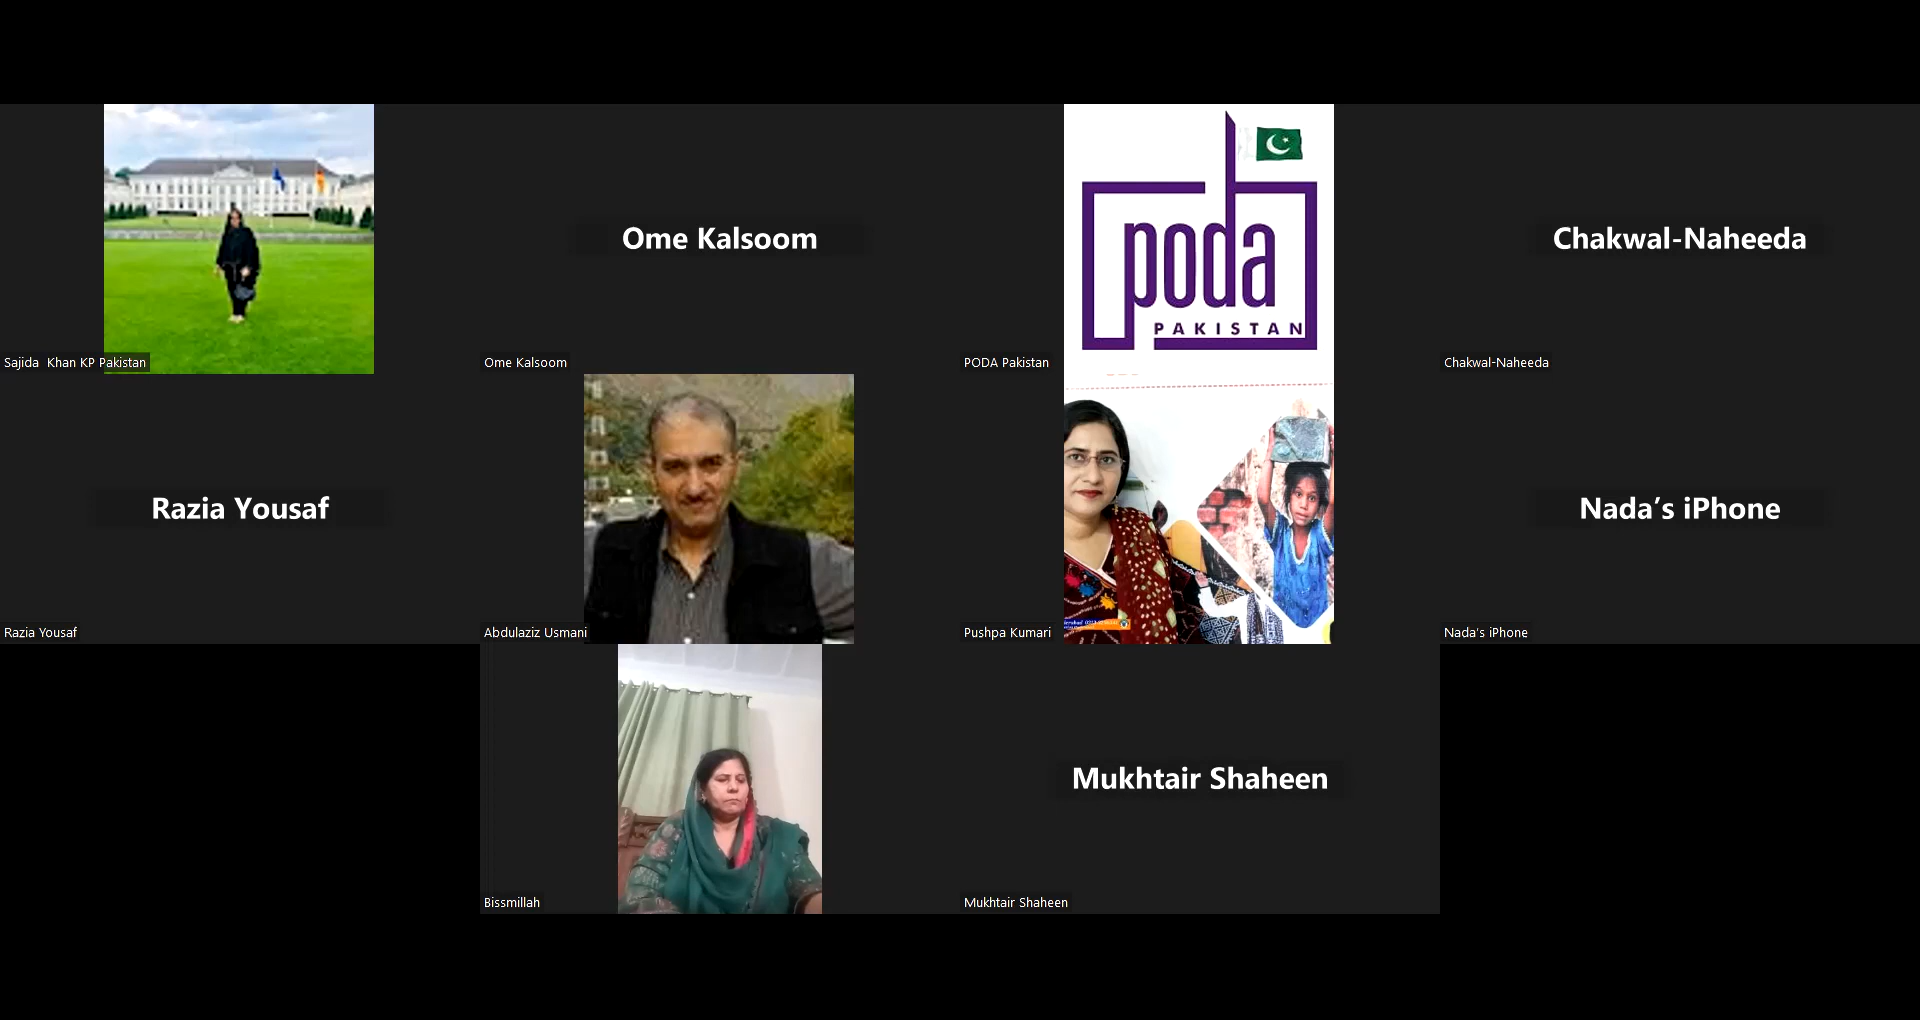 Sajida Khan KP Pakistan
Ome Kalsoom
Ome Kalsoom
poda
PAKISTAN
PODA Pakistan
Chakwal-Naheeda
Chakwal-Naheeda
Razia Yousaf
Razia Yousaf
Abdulaziz Usmani
Pushpa Kumari
Nada’s iPhone
Nada's iPhone
Bissmillah
Mukhtair Shaheen
Mukhtair Shaheen